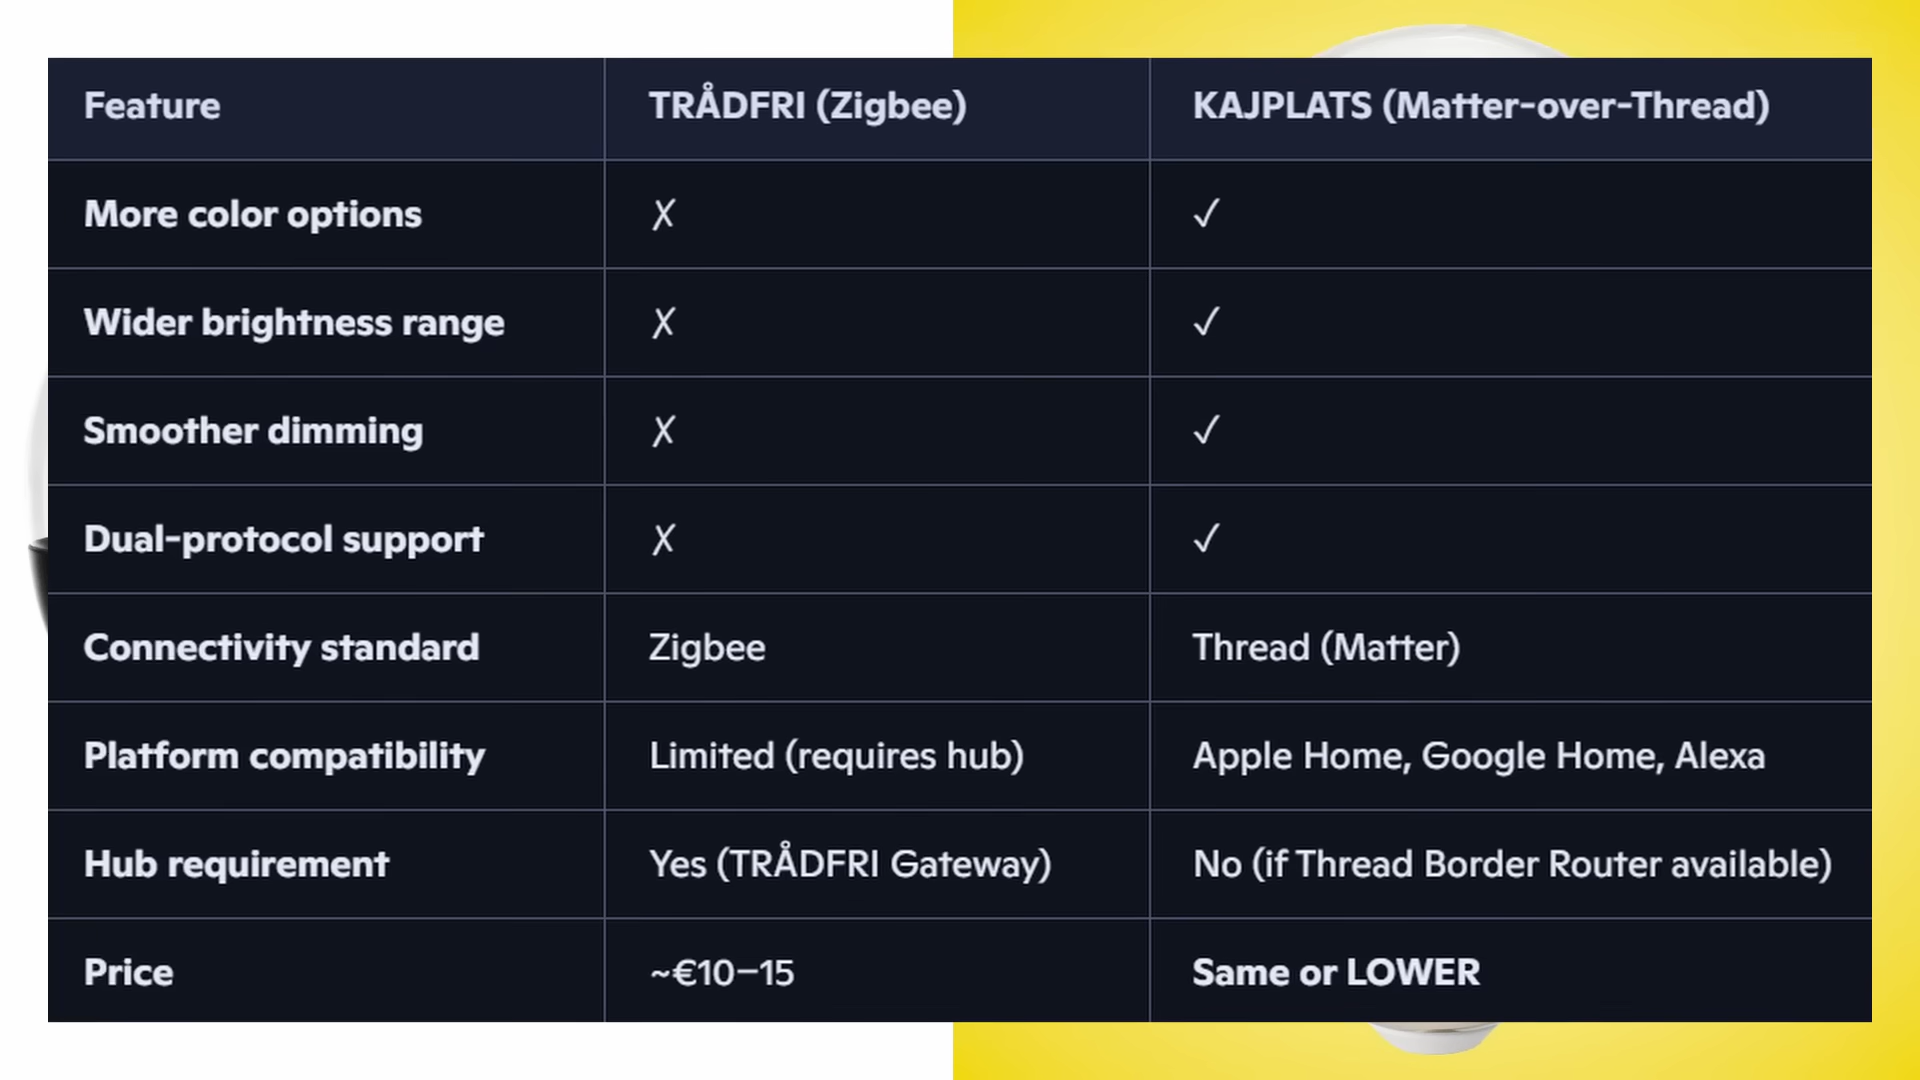 Feature TRÅDFRI (Zigbee) KAJPLATS (Matter-over-Thread)
More color options ✗ ✓
Wider brightness range ✗ ✓
Smoother dimming ✗ ✓
Dual-protocol support ✗ ✓
Connectivity standard Zigbee Thread (Matter)
Platform compatibility Limited (requires hub) Apple Home, Google Home, Alexa
Hub requirement Yes (TRÅDFRI Gateway) No (if Thread Border Router available)
Price ~€10–15 Same or LOWER